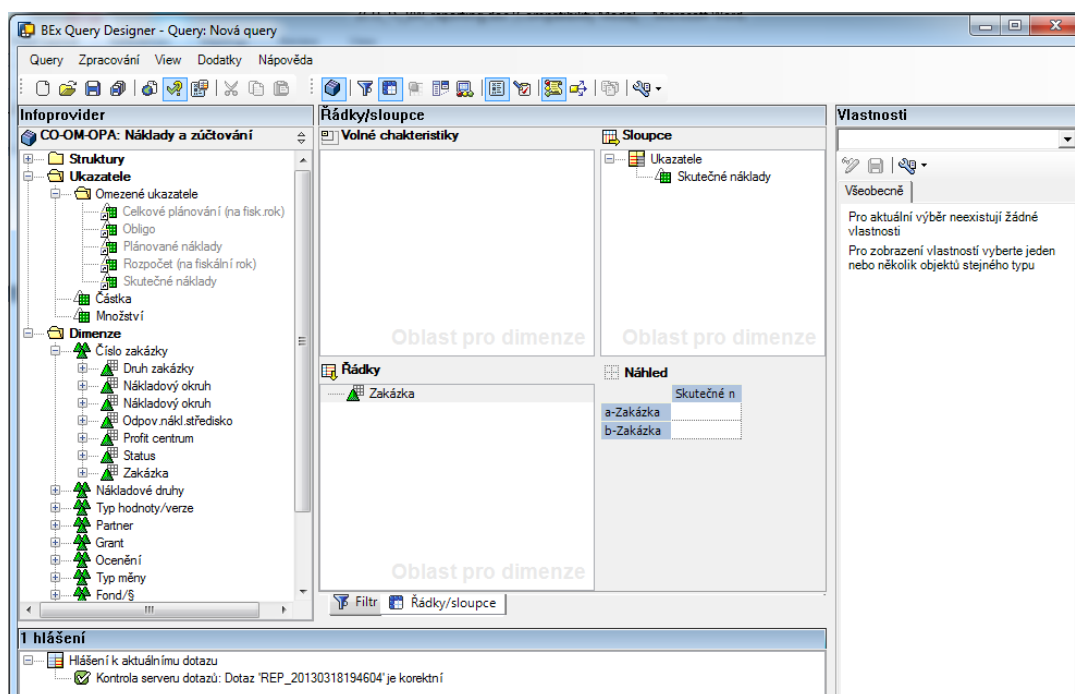 BEx Query Designer - Query: Nová query
Query Zpracování View Dodatky Nápověda
Infoprovider
CO-OM-OPA: Náklady a zúčtování
Struktury
Ukazatele
Omezené ukazatele
Celkové plánování (na fisk.rok)
Obligo
Plánované náklady
Rozpočet (na fiskální rok)
Skutečné náklady
Částka
Množství
Dimenze
Číslo zakázky
Druh zakázky
Nákladový okruh
Nákladový okruh
Odpov.nákl.středisko
Profit centrum
Status
Zakázka
Nákladové druhy
Typ hodnoty/verze
Partner
Grant
Ocenění
Typ měny
Fond/§
Řádky/sloupce
Volné chakteristiky
Oblast pro dimenze
Sloupce
Ukazatele
Skutečné náklady
Oblast pro dimenze
Řádky
Zakázka
Oblast pro dimenze
Náhled
Skutečné n
a-Zakázka
b-Zakázka
Filtr Řádky/sloupce
Vlastnosti
Všeobecně
Pro aktuální výběr neexistují žádné
vlastnosti
Pro zobrazení vlastností vyberte jeden
nebo několik objektů stejného typu
1 hlášení
Hlášení k aktuálnímu dotazu
Kontrola serveru dotazů: Dotaz 'REP_20130318194604' je korektní